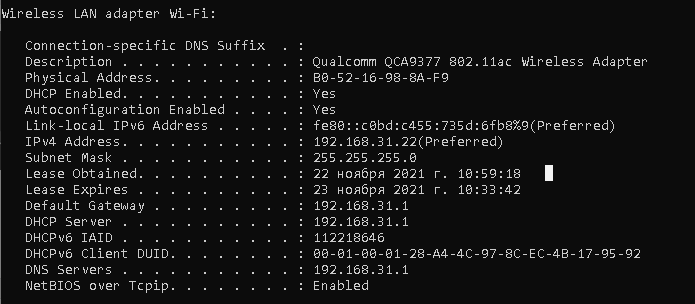 Wireless LAN adapter Wi-Fi:
Connection-specific DNS Suffix . :
Description . . . . . . . . . . . : Qualcomm QCA9377 802.11ac Wireless Adapter
Physical Address. . . . . . . . . : B0-52-16-98-8A-F9
DHCP Enabled. . . . . . . . . . . : Yes
Autoconfiguration Enabled . . . . : Yes
Link-local IPv6 Address . . . . . : fe80::c0bd:c455:735d:6fb8%9(Preferred)
IPv4 Address. . . . . . . . . . . : 192.168.31.22(Preferred)
Subnet Mask . . . . . . . . . . . : 255.255.255.0
Lease Obtained. . . . . . . . . . : 22 ноября 2021 г. 10:59:18
Lease Expires . . . . . . . . . . : 23 ноября 2021 г. 10:33:42
Default Gateway . . . . . . . . . : 192.168.31.1
DHCP Server . . . . . . . . . . . : 192.168.31.1
DHCPv6 IAID . . . . . . . . . . . : 112218646
DHCPv6 Client DUID. . . . . . . . : 00-01-00-01-28-A4-4C-97-8C-EC-4B-17-95-92
DNS Servers . . . . . . . . . . . : 192.168.31.1
NetBIOS over Tcpip. . . . . . . . : Enabled